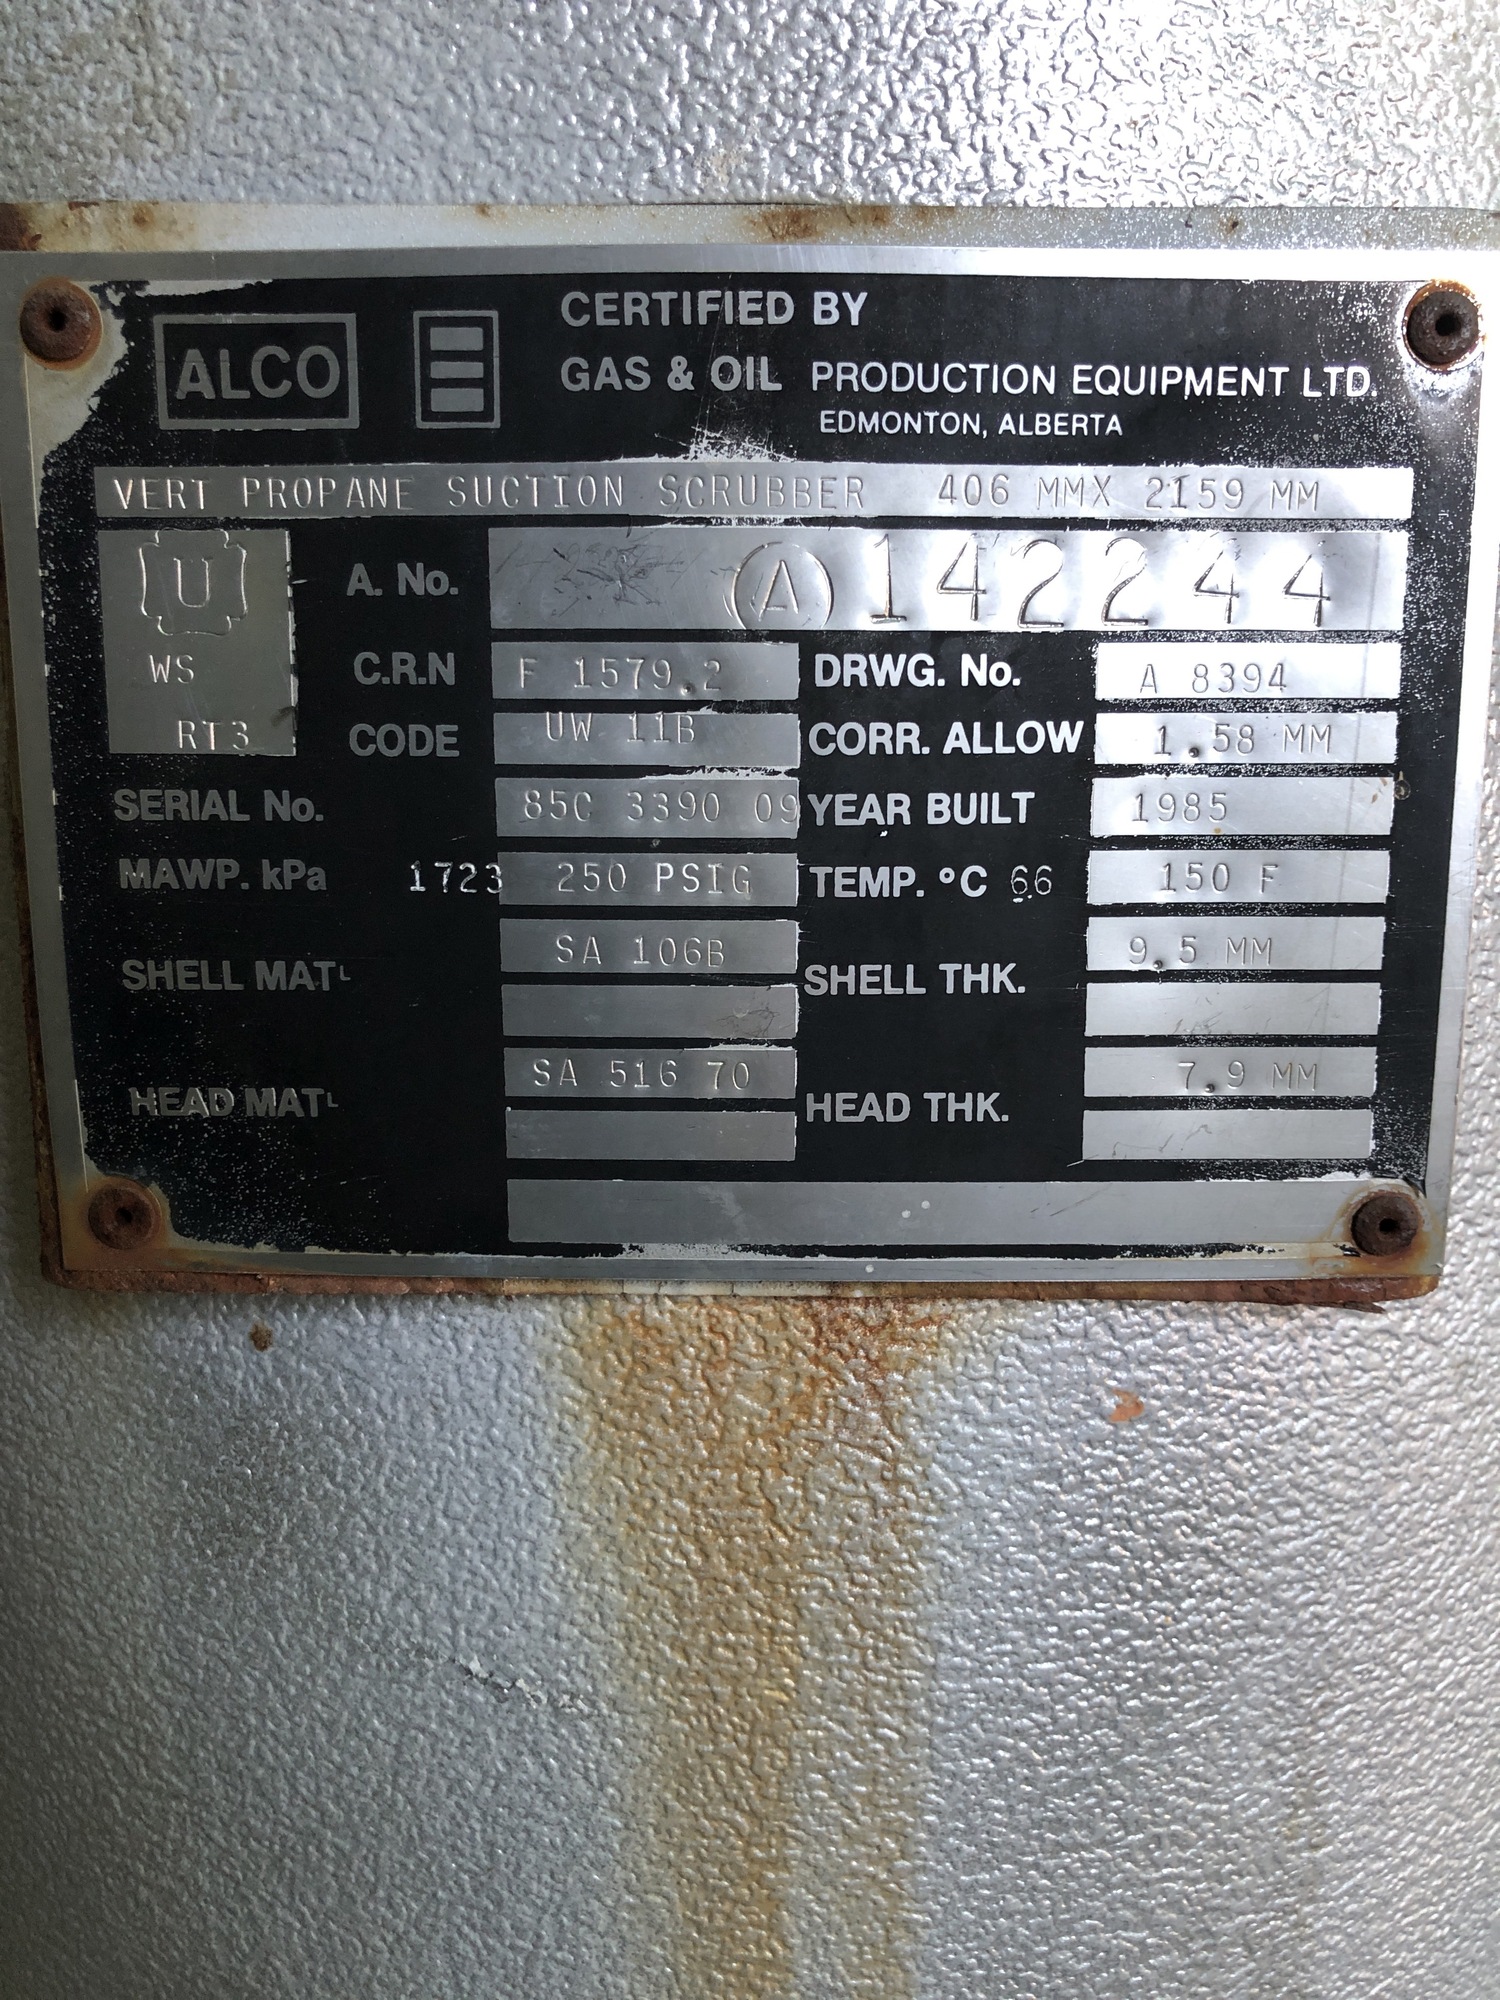 ALCO
CERTIFIED BY
GAS & OIL PRODUCTION EQUIPMENT LTD.
EDMONTON, ALBERTA
VERT PROPANE SUCTION SCRUBBER 406 MMX 2159 MM
U
WS
RT3
A. No. A 142244
C.R.N F 1579.2 DRWG. No. A 8394
CODE UW 11B CORR. ALLOW 1.58 MM
SERIAL No. 85C 3390 09 YEAR BUILT 1985
MAWP. kPa 1723 250 PSIG TEMP. °C 66 150 F
SHELL MATL SA 106B SHELL THK. 9.5 MM
HEAD MATL SA 516 70 HEAD THK. 7.9 MM